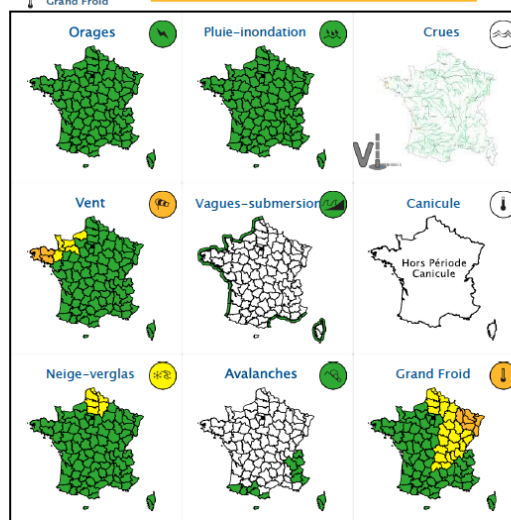 Grand Froid
Orages
Pluie-inondation
Crues
Vent
Vagues-submersion
Canicule
Hors Période
Canicule
Neige-verglas
Avalanches
Grand Froid